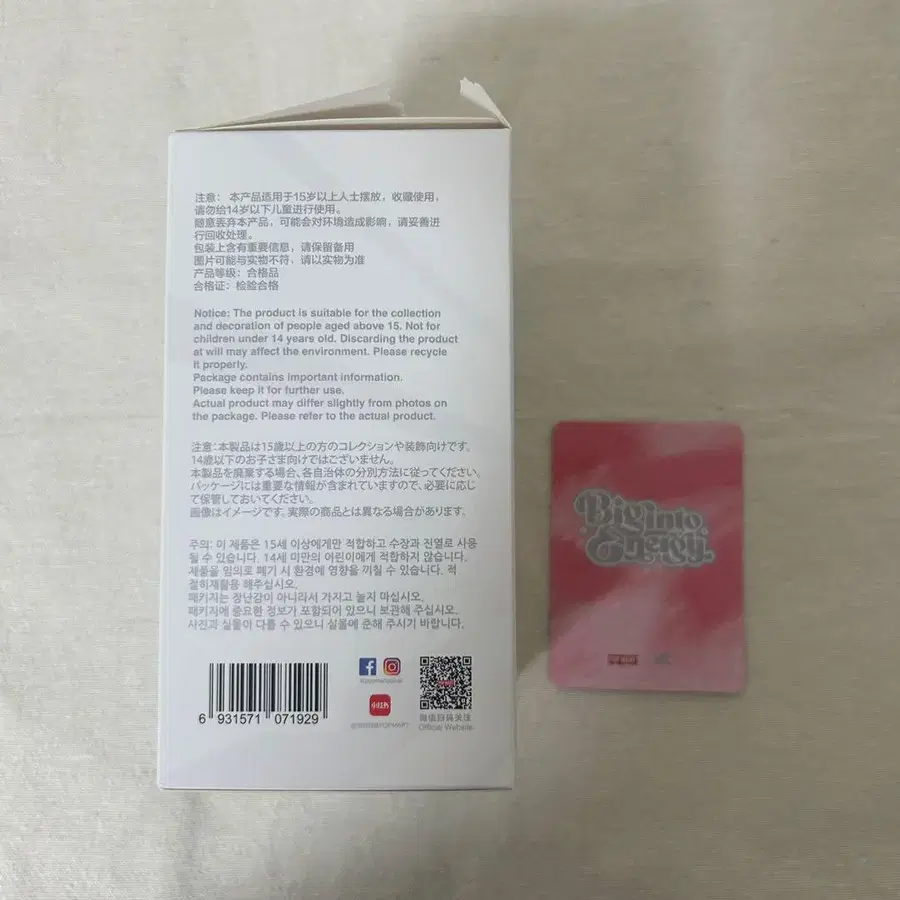 注意： 本产品适用于15岁以上人士摆放，收藏使用，
请勿给14岁以下儿童进行使用。
随意丢弃本产品，可能会对环境造成影响，请妥善进
行回收处理。
包装上含有重要信息，请保留备用
图片可能与实物不符，请以实物为准
产品等级：合格品
合格证：检验合格
Notice: The product is suitable for the collection
and decoration of people aged above 15. Not for
children under 14 years old. Discarding the product
at will may affect the environment. Please recycle
it properly.
Package contains important information.
Please keep it for further use.
Actual product may differ slightly from photos on
the package. Please refer to the actual product.
注意：本製品は15歳以上の方のコレクションや装飾向けです。
14歳以下のお子さま向けではございません。
本製品を廃棄する場合、各自治体の分別方法に従ってください。
パッケージには重要な情報が含まれていますので、必要に応じ
て保管しておいてください。
画像はイメージです。実際の商品とは異なる場合があります。
주의: 이 제품은 15세 이상에게만 적합하고 수장과 진열로 사용
될 수 있습니다. 14세 미만의 어린이에게 적합하지 않습니다.
제품을 임의로 폐기 시 환경에 영향을 끼칠 수 있습니다. 적
절히재활용 해주십시오.
패키지는 장난감이 아니라서 가지고 놀지 마십시오.
패키지에 중요한 정보가 포함되어 있으니 보관해 주십시오.
사진과 실물이 다를 수 있으니 실물에 준해 주시기 바랍니다.
6 931571 071929
小红书
微信扫码关注
Official Website
Big into
Energy
POP MART